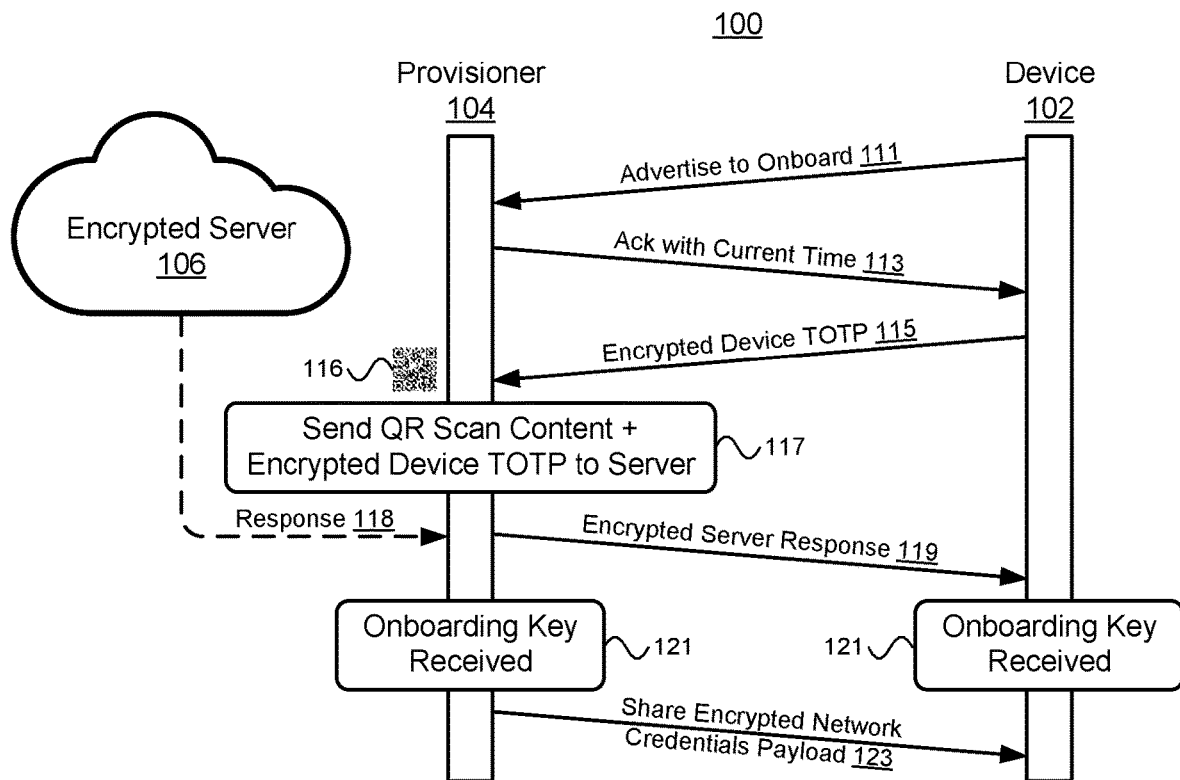 100
Provisioner
104
Device
102
Advertise to Onboard 111
Encrypted Server
106
Ack with Current Time 113
Encrypted Device TOTP 115
116
Send QR Scan Content +
Encrypted Device TOTP to Server
117
Response 118
Encrypted Server Response 119
Onboarding Key
Received
121
121
Onboarding Key
Received
Share Encrypted Network
Credentials Payload 123